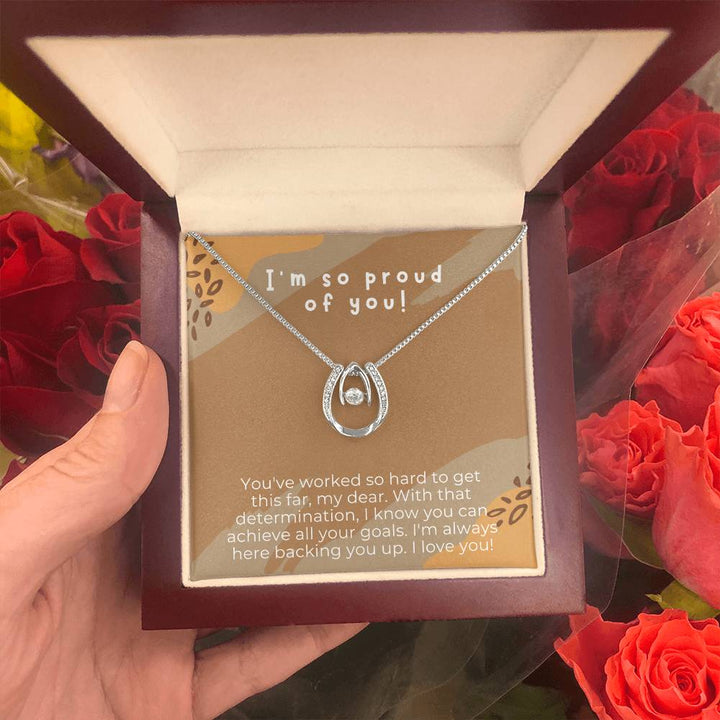 I'm so proud
of you!
You've worked so hard to get
this far, my dear. With that
determination, I know you can
achieve all your goals. I'm always
here backing you up. I love you!